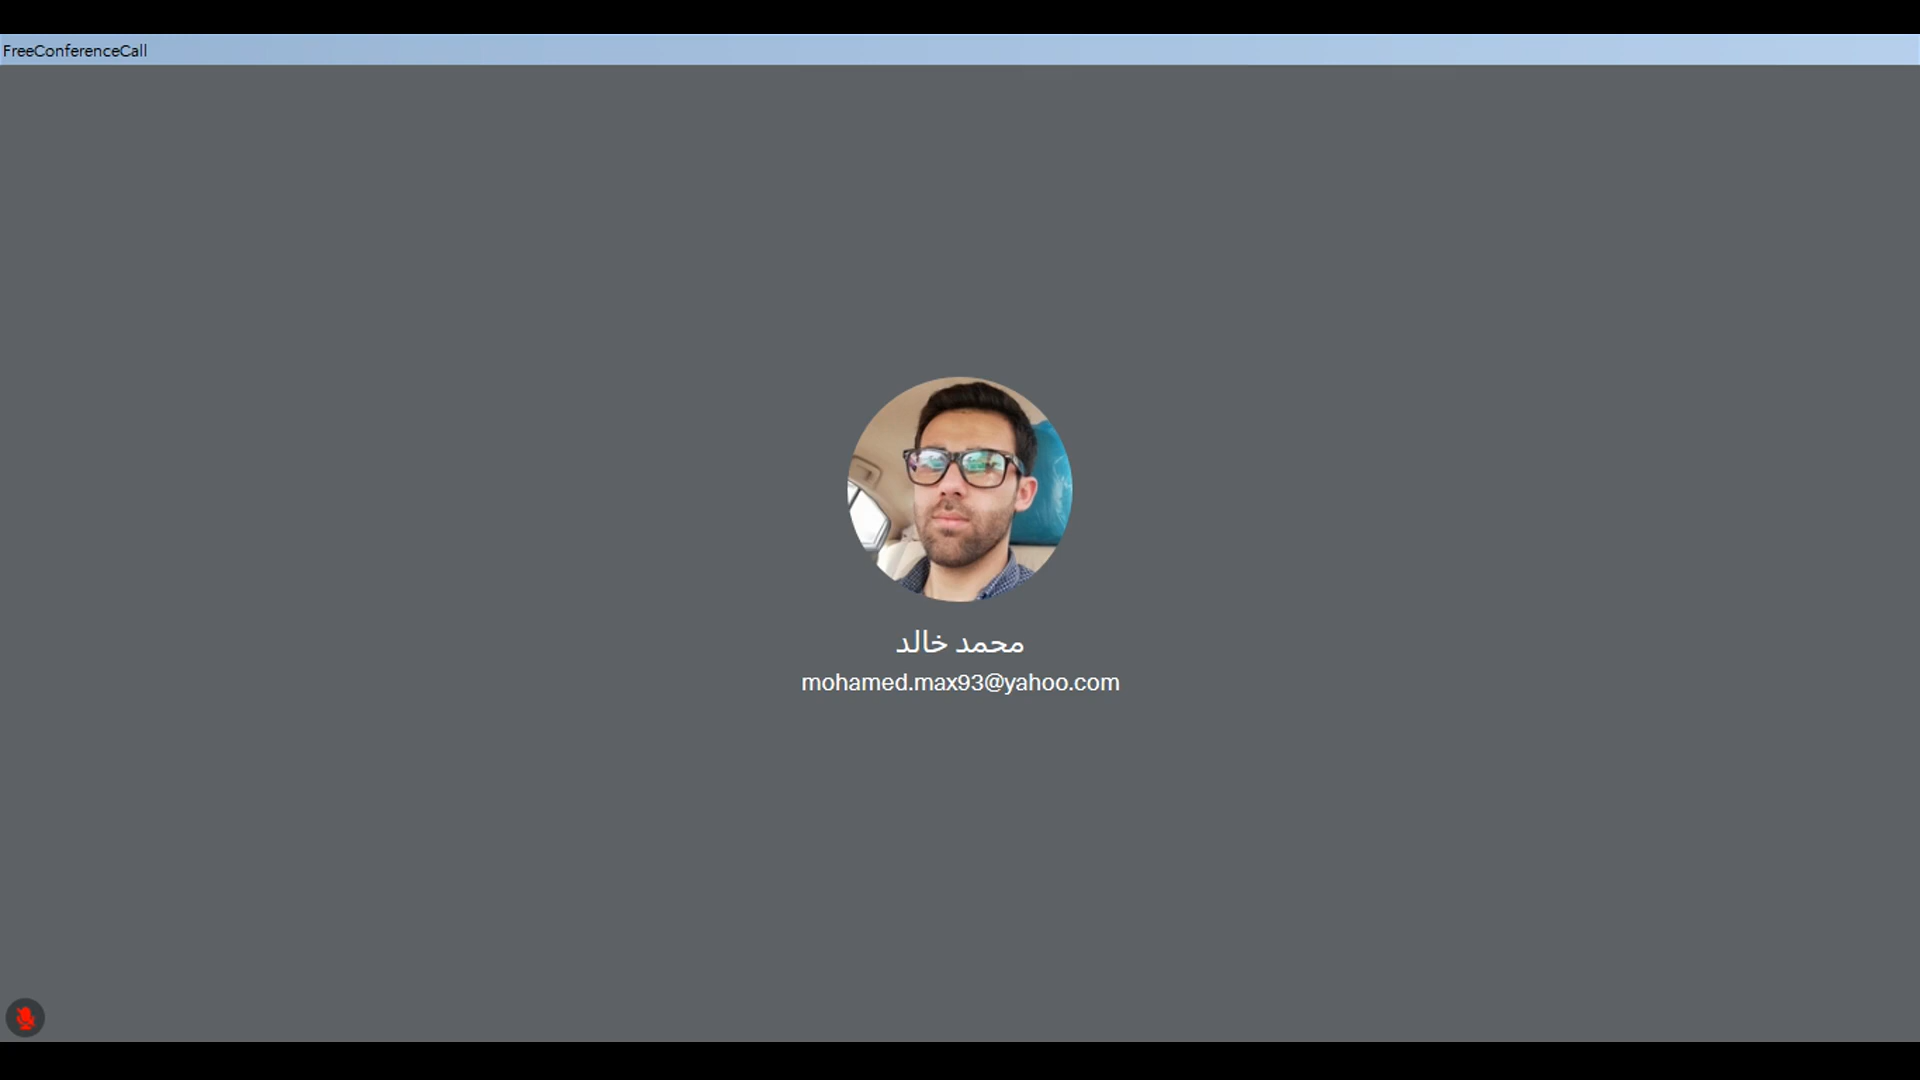 FreeConferenceCall
محمد خالد
mohamed.max93@yahoo.com